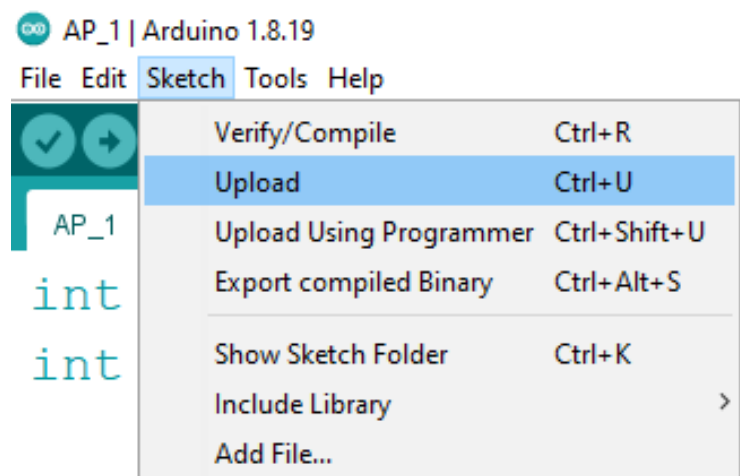 AP_1 | Arduino 1.8.19
File Edit Sketch Tools Help
Verify/Compile Ctrl+R
Upload Ctrl+U
AP_1
Upload Using Programmer Ctrl+Shift+U
Export compiled Binary Ctrl+Alt+S
int
int
Show Sketch Folder Ctrl+K
Include Library >
Add File...